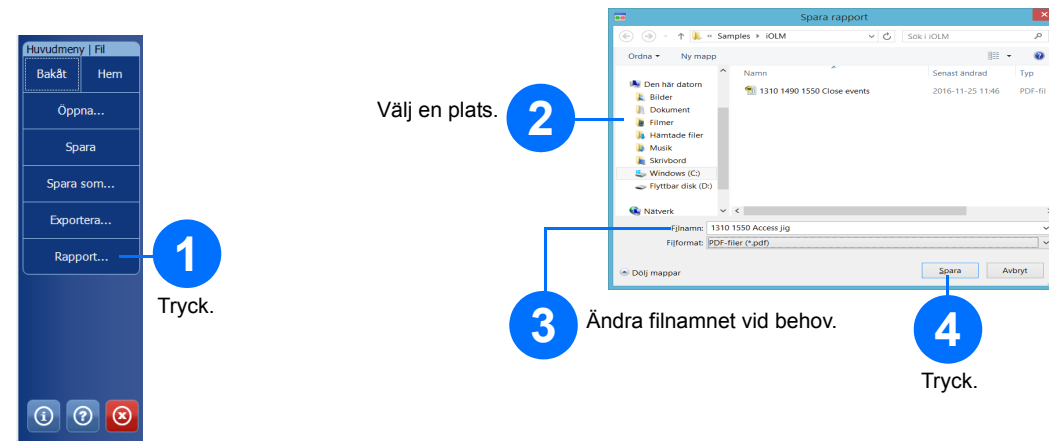 Huvudmeny | Fil
Bakåt Hem
Öppna...
Spara
Spara som...
Exportera...
Rapport...
1
Tryck.
Välj en plats.
2
Spara rapport
« Samples ▸ iOLM
Sök i iOLM
Ordna Ny mapp
Namn Senast ändrad Typ
Den här datorn
Bilder
Dokument
Filmer
Hämtade filer
Musik
Skrivbord
Windows (C:)
Flyttbar disk (D:)
Nätverk
1310 1490 1550 Close events 2016-11-25 11:46 PDF-fil
Filnamn: 1310 1550 Access jig
Filformat: PDF-filer (*.pdf)
Dölj mappar
Spara Avbryt
3
Ändra filnamnet vid behov.
4
Tryck.